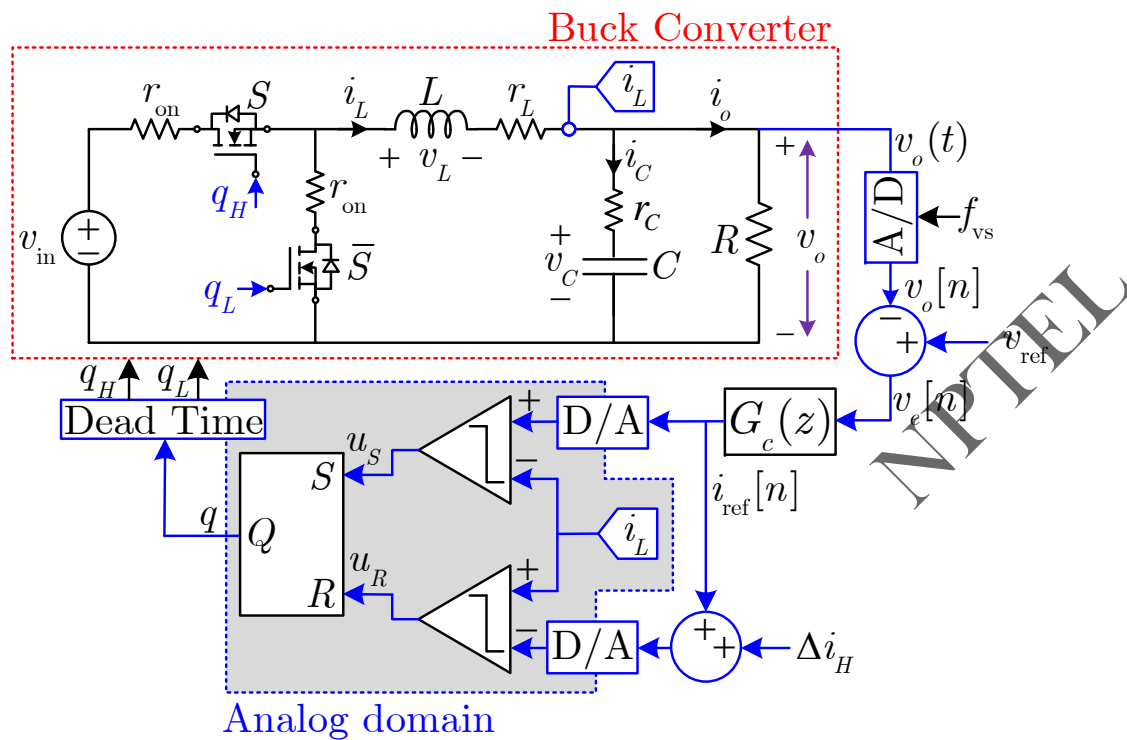 Buck Converter
r_on
S
i_L
L
r_L
i_L
i_o
+ v_L −
i_C
+
v_o(t)
q_H
r_on
r_C
A/D
f_vs
v_in
+
−
S̅
+
v_C
−
C
R
v_o
q_L
−
v_o[n]
−
+
v_ref
q_H
q_L
Dead Time
+
D/A
G_c(z)
v_e[n]
u_S
−
S
i_ref[n]
q
Q
i_L
u_R
+
R
−
D/A
+
+
Δi_H
Analog domain
NPTEL